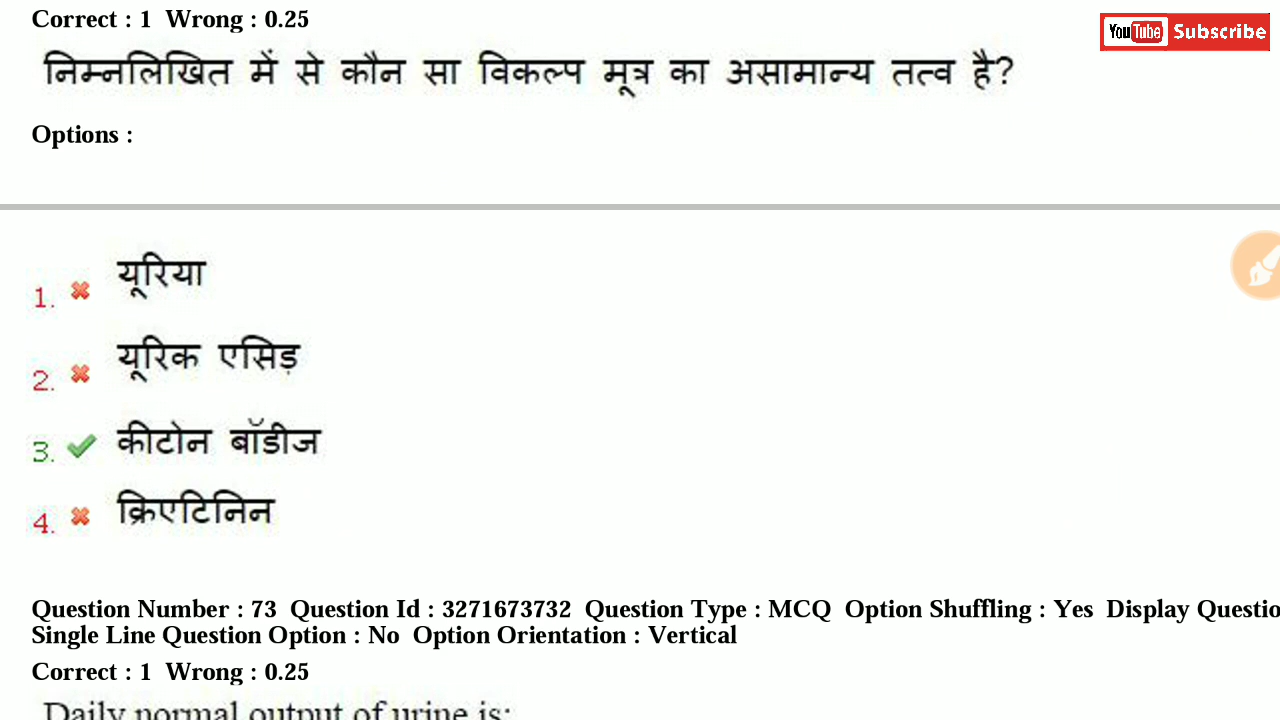 Correct : 1 Wrong : 0.25
YouTube Subscribe
निम्नलिखित में से कौन सा विकल्प मूत्र का असामान्य तत्व है?
Options :
1. यूरिया
2. यूरिक एसिड़
3. कीटोन बॉडीज
4. क्रिएटिनिन
Question Number : 73 Question Id : 3271673732 Question Type : MCQ Option Shuffling : Yes Display Questio
Single Line Question Option : No Option Orientation : Vertical
Correct : 1 Wrong : 0.25
Daily normal output of urine is: